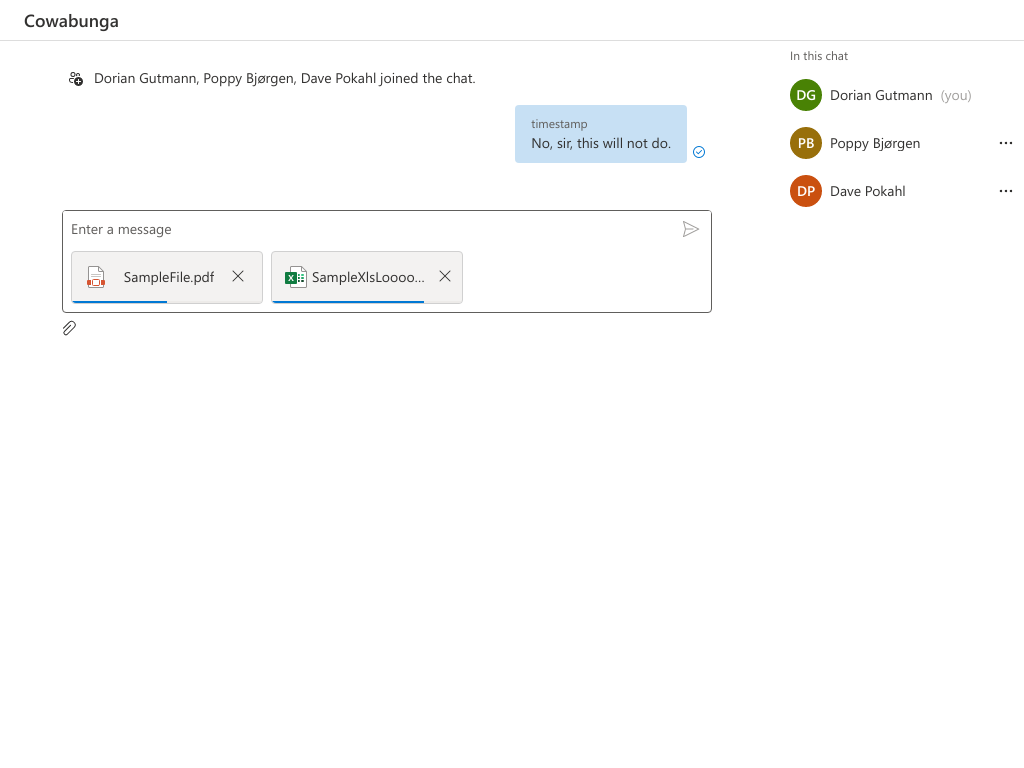 Cowabunga
In this chat
Dorian Gutmann, Poppy Bjørgen, Dave Pokahl joined the chat.
DG Dorian Gutmann (you)
timestamp
No, sir, this will not do.
PB Poppy Bjørgen
DP Dave Pokahl
Enter a message
SampleFile.pdf
X SampleXlsLoooo...